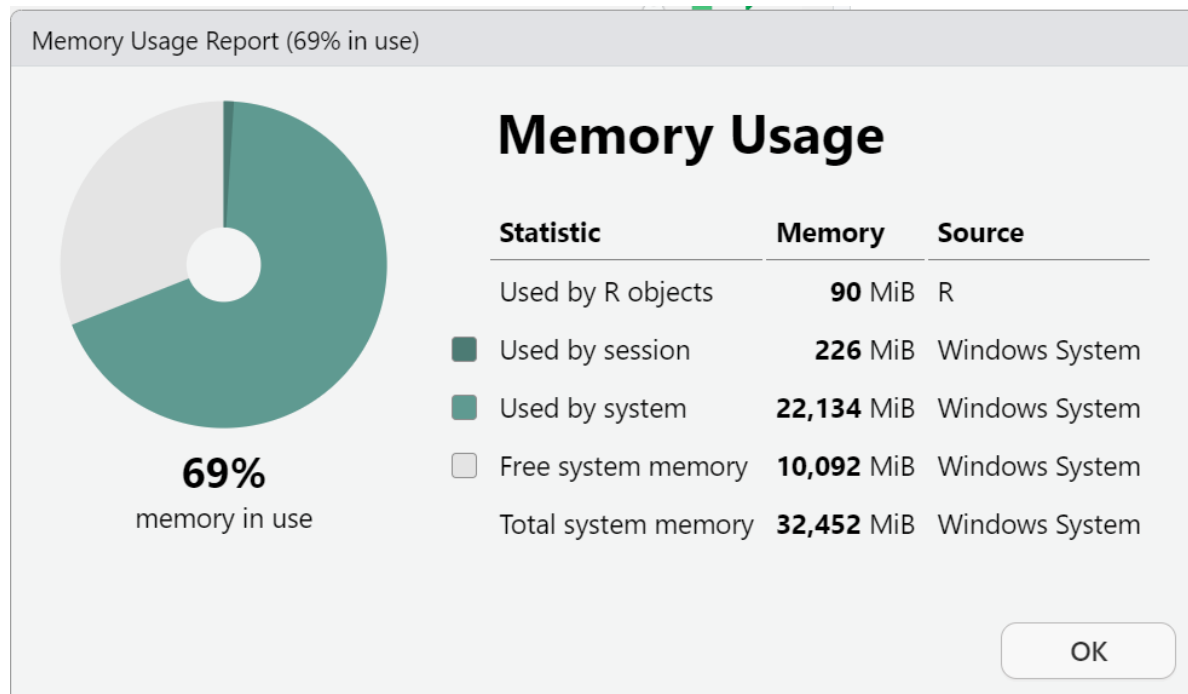 Memory Usage Report (69% in use)
Memory Usage
Statistic Memory Source
Used by R objects 90 MiB R
Used by session 226 MiB Windows System
Used by system 22,134 MiB Windows System
Free system memory 10,092 MiB Windows System
Total system memory 32,452 MiB Windows System
69%
memory in use
OK